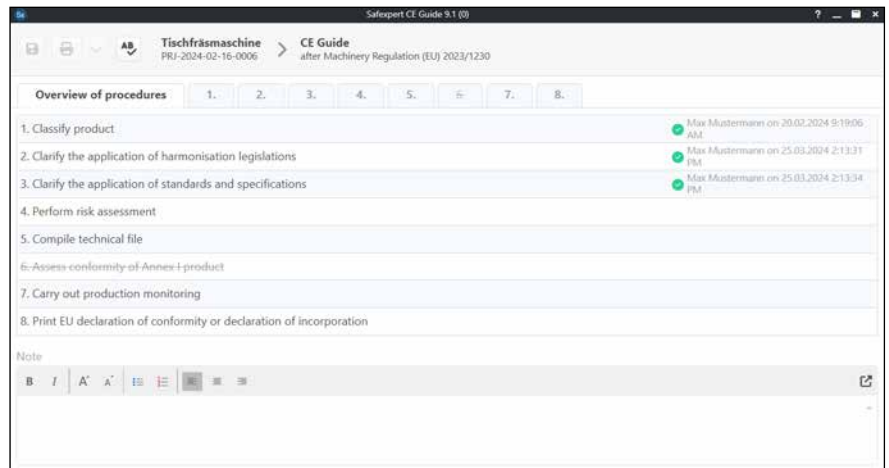 Se
Safexpert CE Guide 9.1 (0)
?
AB
Tischfräsmaschine
PRJ-2024-02-16-0006
CE Guide
after Machinery Regulation (EU) 2023/1230
Overview of procedures 1. 2. 3. 4. 5. 6. 7. 8.
1. Classify product
Max Mustermann on 20.02.2024 9:19:06
AM
2. Clarify the application of harmonisation legislations
Max Mustermann on 25.03.2024 2:13:31
PM
3. Clarify the application of standards and specifications
Max Mustermann on 25.03.2024 2:13:34
PM
4. Perform risk assessment
5. Compile technical file
6. Assess conformity of Annex I product
7. Carry out production monitoring
8. Print EU declaration of conformity or declaration of incorporation
Note
B I A A